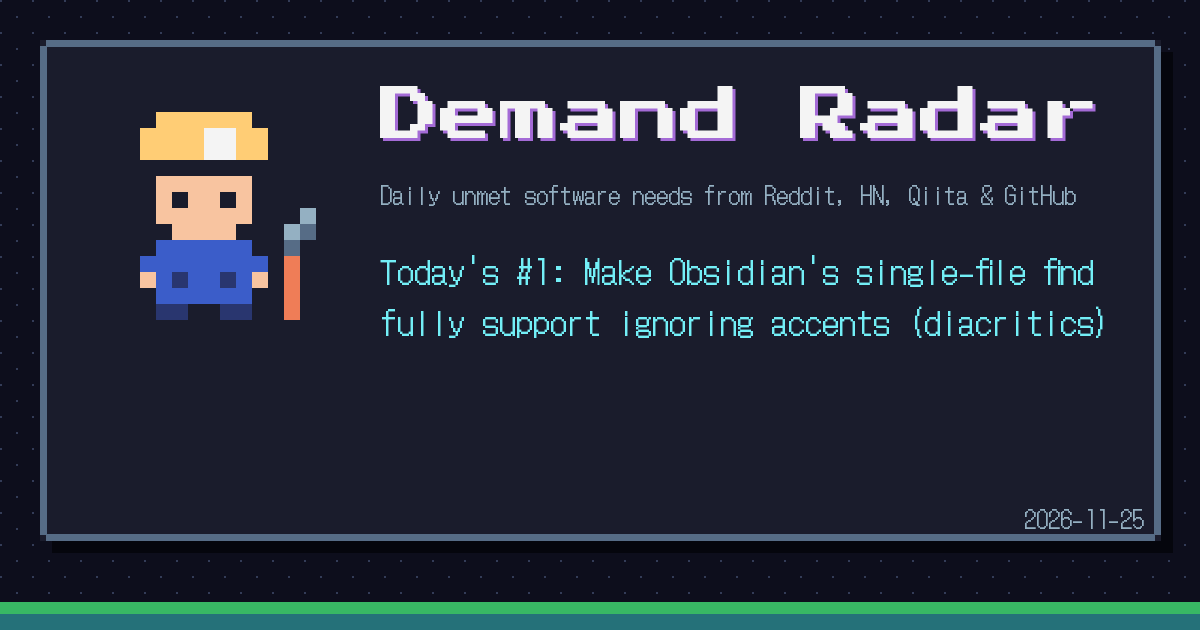 Demand Radar
Daily unmet software needs from Reddit, HN, Qiita & GitHub
Today's #1: Make Obsidian's single-file find
fully support ignoring accents (diacritics)
2026-11-25